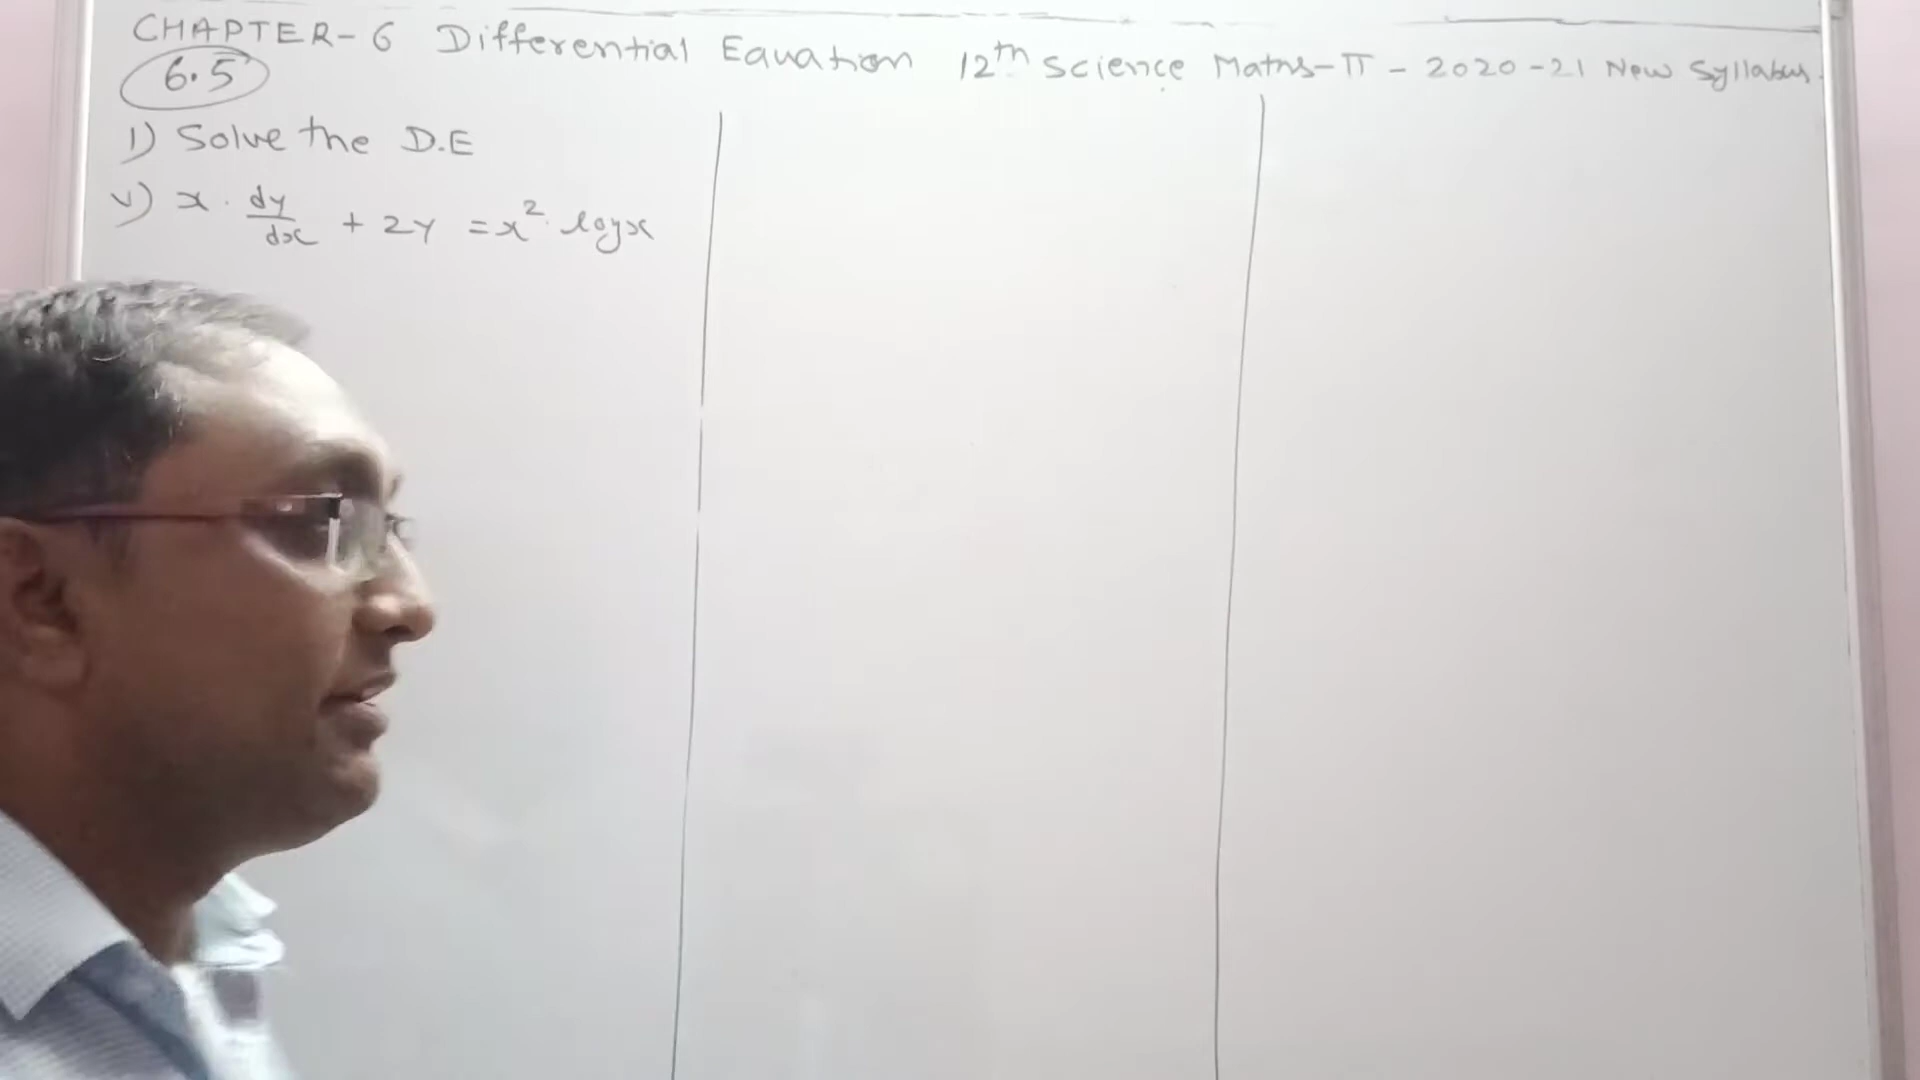 CHAPTER-6 Differential Equation 12th Science Maths-II - 2020-21 New Syllabus.
6.5
1) Solve the D.E
v) x · dy/dx + 2y = x² · logx